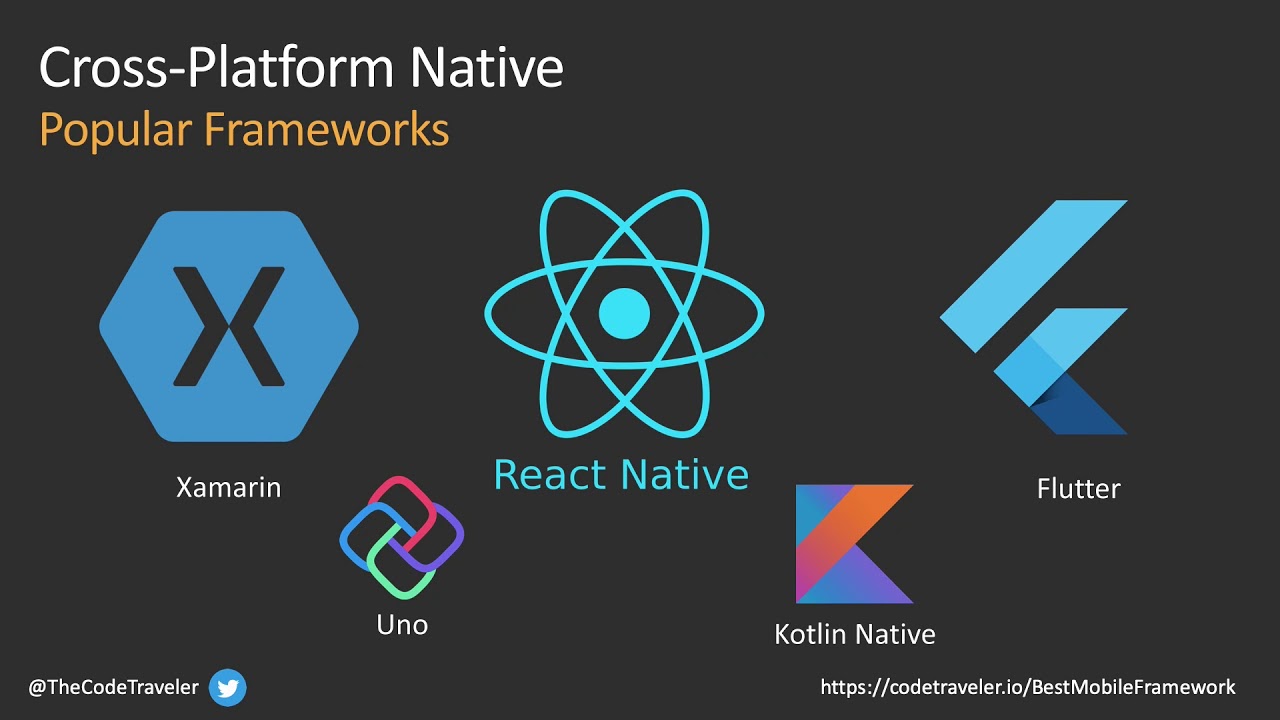 Cross-Platform Native
Popular Frameworks
Xamarin
React Native
Flutter
Uno
Kotlin Native
@TheCodeTraveler
https://codetraveler.io/BestMobileFramework